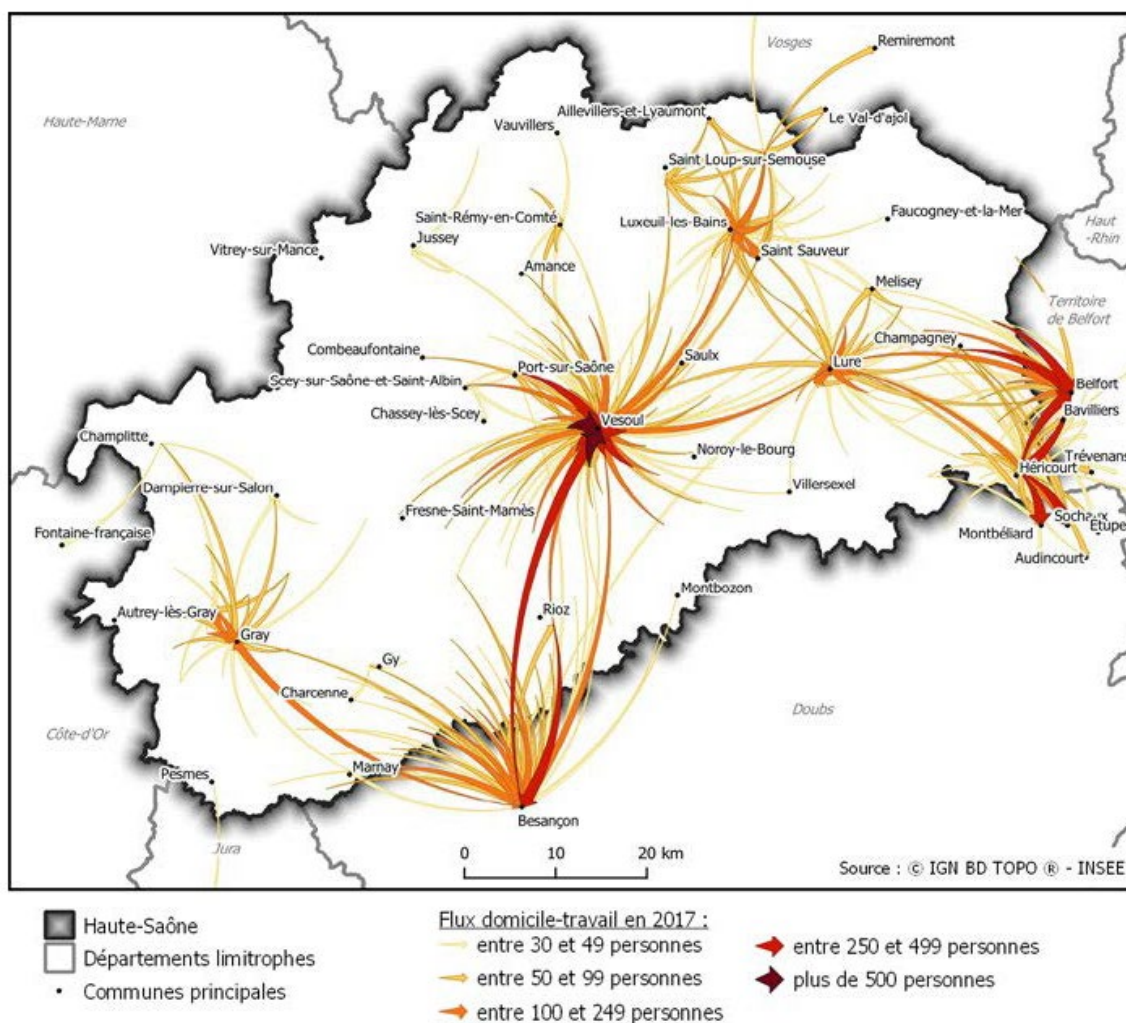 Vosges
Remiremont
Haute-Marne
Aillevillers-et-Lyaumont
Le Val-d'ajol
Vauvillers
Saint Loup-sur-Semouse
Saint-Rémy-en-Comté
Luxeuil-les-Bains
Faucogney-et-la-Mer
Haut
-Rhin
Jussey
Vitrey-sur-Mance
Saint Sauveur
Amance
Melisey
Territoire
de Belfort
Champagney
Combeaufontaine
Port-sur-Saône
Saulx
Lure
Scey-sur-Saône-et-Saint-Albin
Belfort
Chassey-lès-Scey
Bavilliers
Vesoul
Champlitte
Noroy-le-Bourg
Trévenans
Héricourt
Dampierre-sur-Salon
Villersexel
Fresne-Saint-Mamès
Sochaux
Fontaine-française
Montbéliard
Etupe
Audincourt
Montbozon
Autrey-lès-Gray
Rioz
Gray
Gy
Charcenne
Doubs
Côte-d'Or
Marnay
Pesmes
Besançon
Jura
0 10 20 km
Source : © IGN BD TOPO ® - INSEE
Haute-Saône
Départements limitrophes
Communes principales
Flux domicile-travail en 2017 :
entre 30 et 49 personnes
entre 50 et 99 personnes
entre 100 et 249 personnes
entre 250 et 499 personnes
plus de 500 personnes